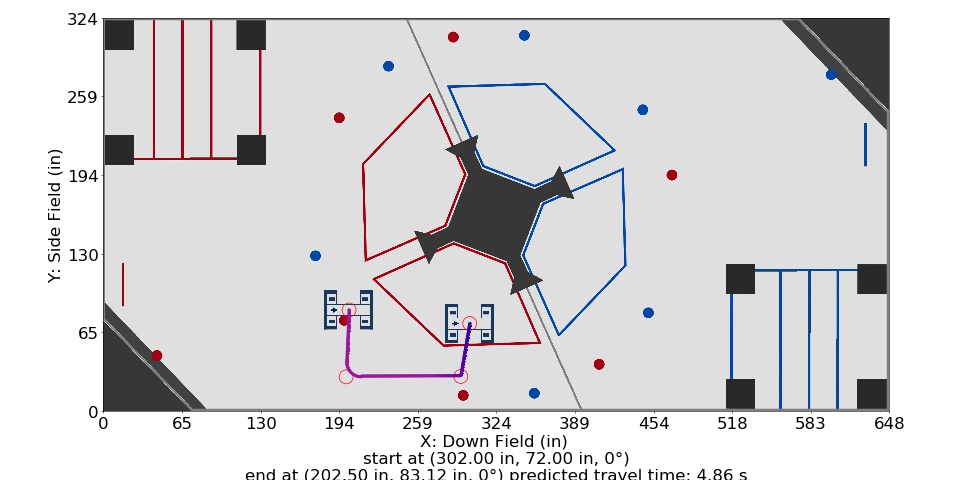 324
259
194
130
65
0
Y: Side Field (in)
0 65 130 194 259 324 389 454 518 583 648
X: Down Field (in)
start at (302.00 in, 72.00 in, 0°)
end at (202.50 in, 83.12 in, 0°) predicted travel time: 4.86 s